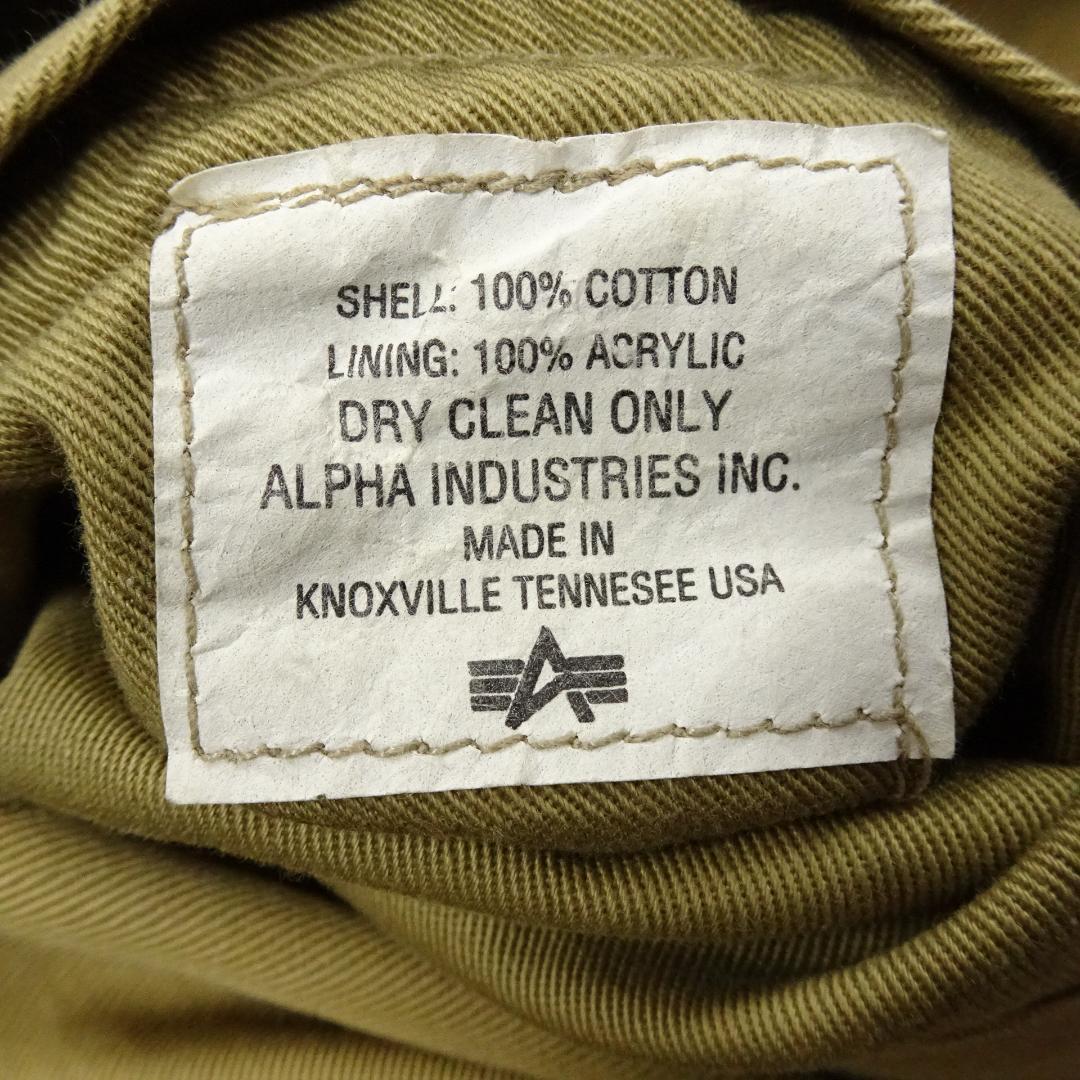 SHELL: 100% COTTON
LINING: 100% ACRYLIC
DRY CLEAN ONLY
ALPHA INDUSTRIES INC.
MADE IN
KNOXVILLE TENNESEE USA